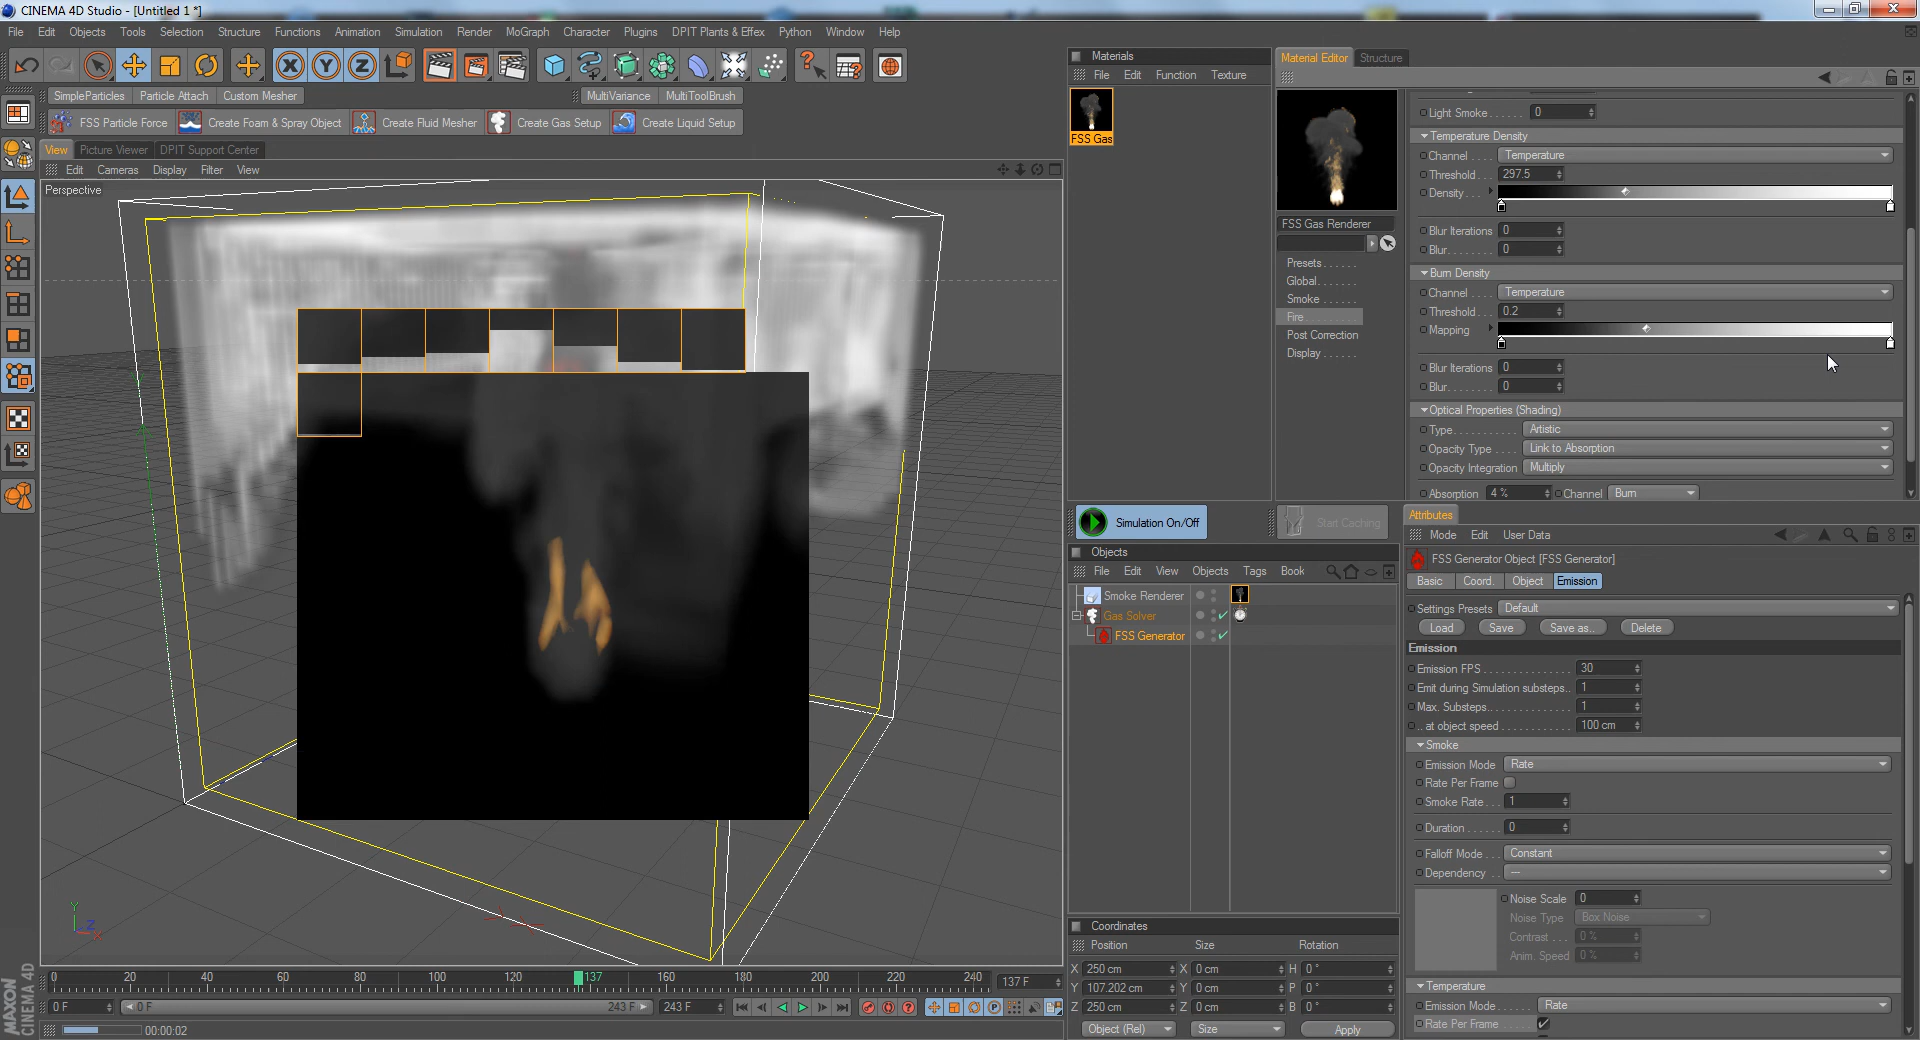 CINEMA 4D Studio - [Untitled 1 *]
File Edit Objects Tools Selection Structure Functions Animation Simulation Render MoGraph Character Plugins DPIT Plants & Effex Python Window Help
SimpleParticles Particle Attach Custom Mesher MultiVariance MultiToolBrush
FSS Particle Force Create Foam & Spray Object Create Fluid Mesher Create Gas Setup Create Liquid Setup
View Picture Viewer DPIT Support Center
Edit Cameras Display Filter View
Perspective
Y
Z
X
0 20 40 60 80 100 120 137 160 180 200 220 240 137 F
0 F 0 F 243 F 243 F
00:00:02
MAXON CINEMA 4D
Materials
File Edit Function Texture
FSS Gas
Material Editor Structure
FSS Gas Renderer
Presets
Global
Smoke
Fire
Post Correction
Display
Light Smoke 0
Temperature Density
Channel Temperature
Threshold 297.5
Density
Blur Iterations 0
Blur 0
Burn Density
Channel Temperature
Threshold 0.2
Mapping
Blur Iterations 0
Blur 0
Optical Properties (Shading)
Type Artistic
Opacity Type Link to Absorption
Opacity Integration Multiply
Absorption 4 % Channel Burn
Simulation On/Off Start Caching
Objects
File Edit View Objects Tags Book
Smoke Renderer
Gas Solver
FSS Generator
Coordinates
Position Size Rotation
X 250 cm X 0 cm H 0 °
Y 107.202 cm Y 0 cm P 0 °
Z 250 cm Z 0 cm B 0 °
Object (Rel) Size Apply
Attributes
Mode Edit User Data
FSS Generator Object [FSS Generator]
Basic Coord. Object Emission
Settings Presets Default
Load Save Save as.. Delete
Emission
Emission FPS 30
Emit during Simulation substeps.. 1
Max. Substeps 1
.. at object speed 100 cm
Smoke
Emission Mode Rate
Rate Per Frame
Smoke Rate 1
Duration 0
Falloff Mode Constant
Dependency —
Noise Scale 0
Noise Type Box Noise
Contrast 0 %
Anim. Speed 0 %
Temperature
Emission Mode Rate
Rate Per Frame